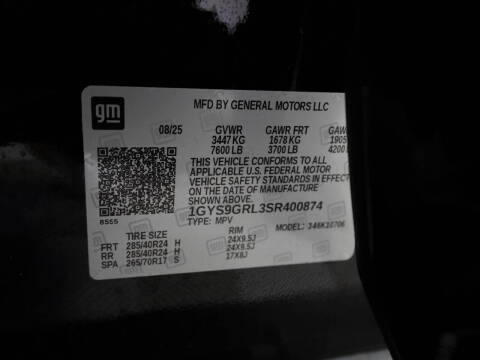 gm
MFD BY GENERAL MOTORS LLC
08/25 GVWR GAWR FRT GAW
3447 KG 1678 KG 1905
7600 LB 3700 LB 4200
THIS VEHICLE CONFORMS TO ALL
APPLICABLE U.S. FEDERAL VEHICLE
SAFETY STANDARDS IN EFFECT
ON THE DATE OF MANUFACTURE
SHOWN ABOVE.
1GYS9GRL3SR400874
TYPE: MPV MODEL:
8565
TIRE SIZE RIM
FRT 285/40R24 H 24X9.5J
RR 285/40R24 H 24X9.5J
SPA 265/70R17 S 17X8J